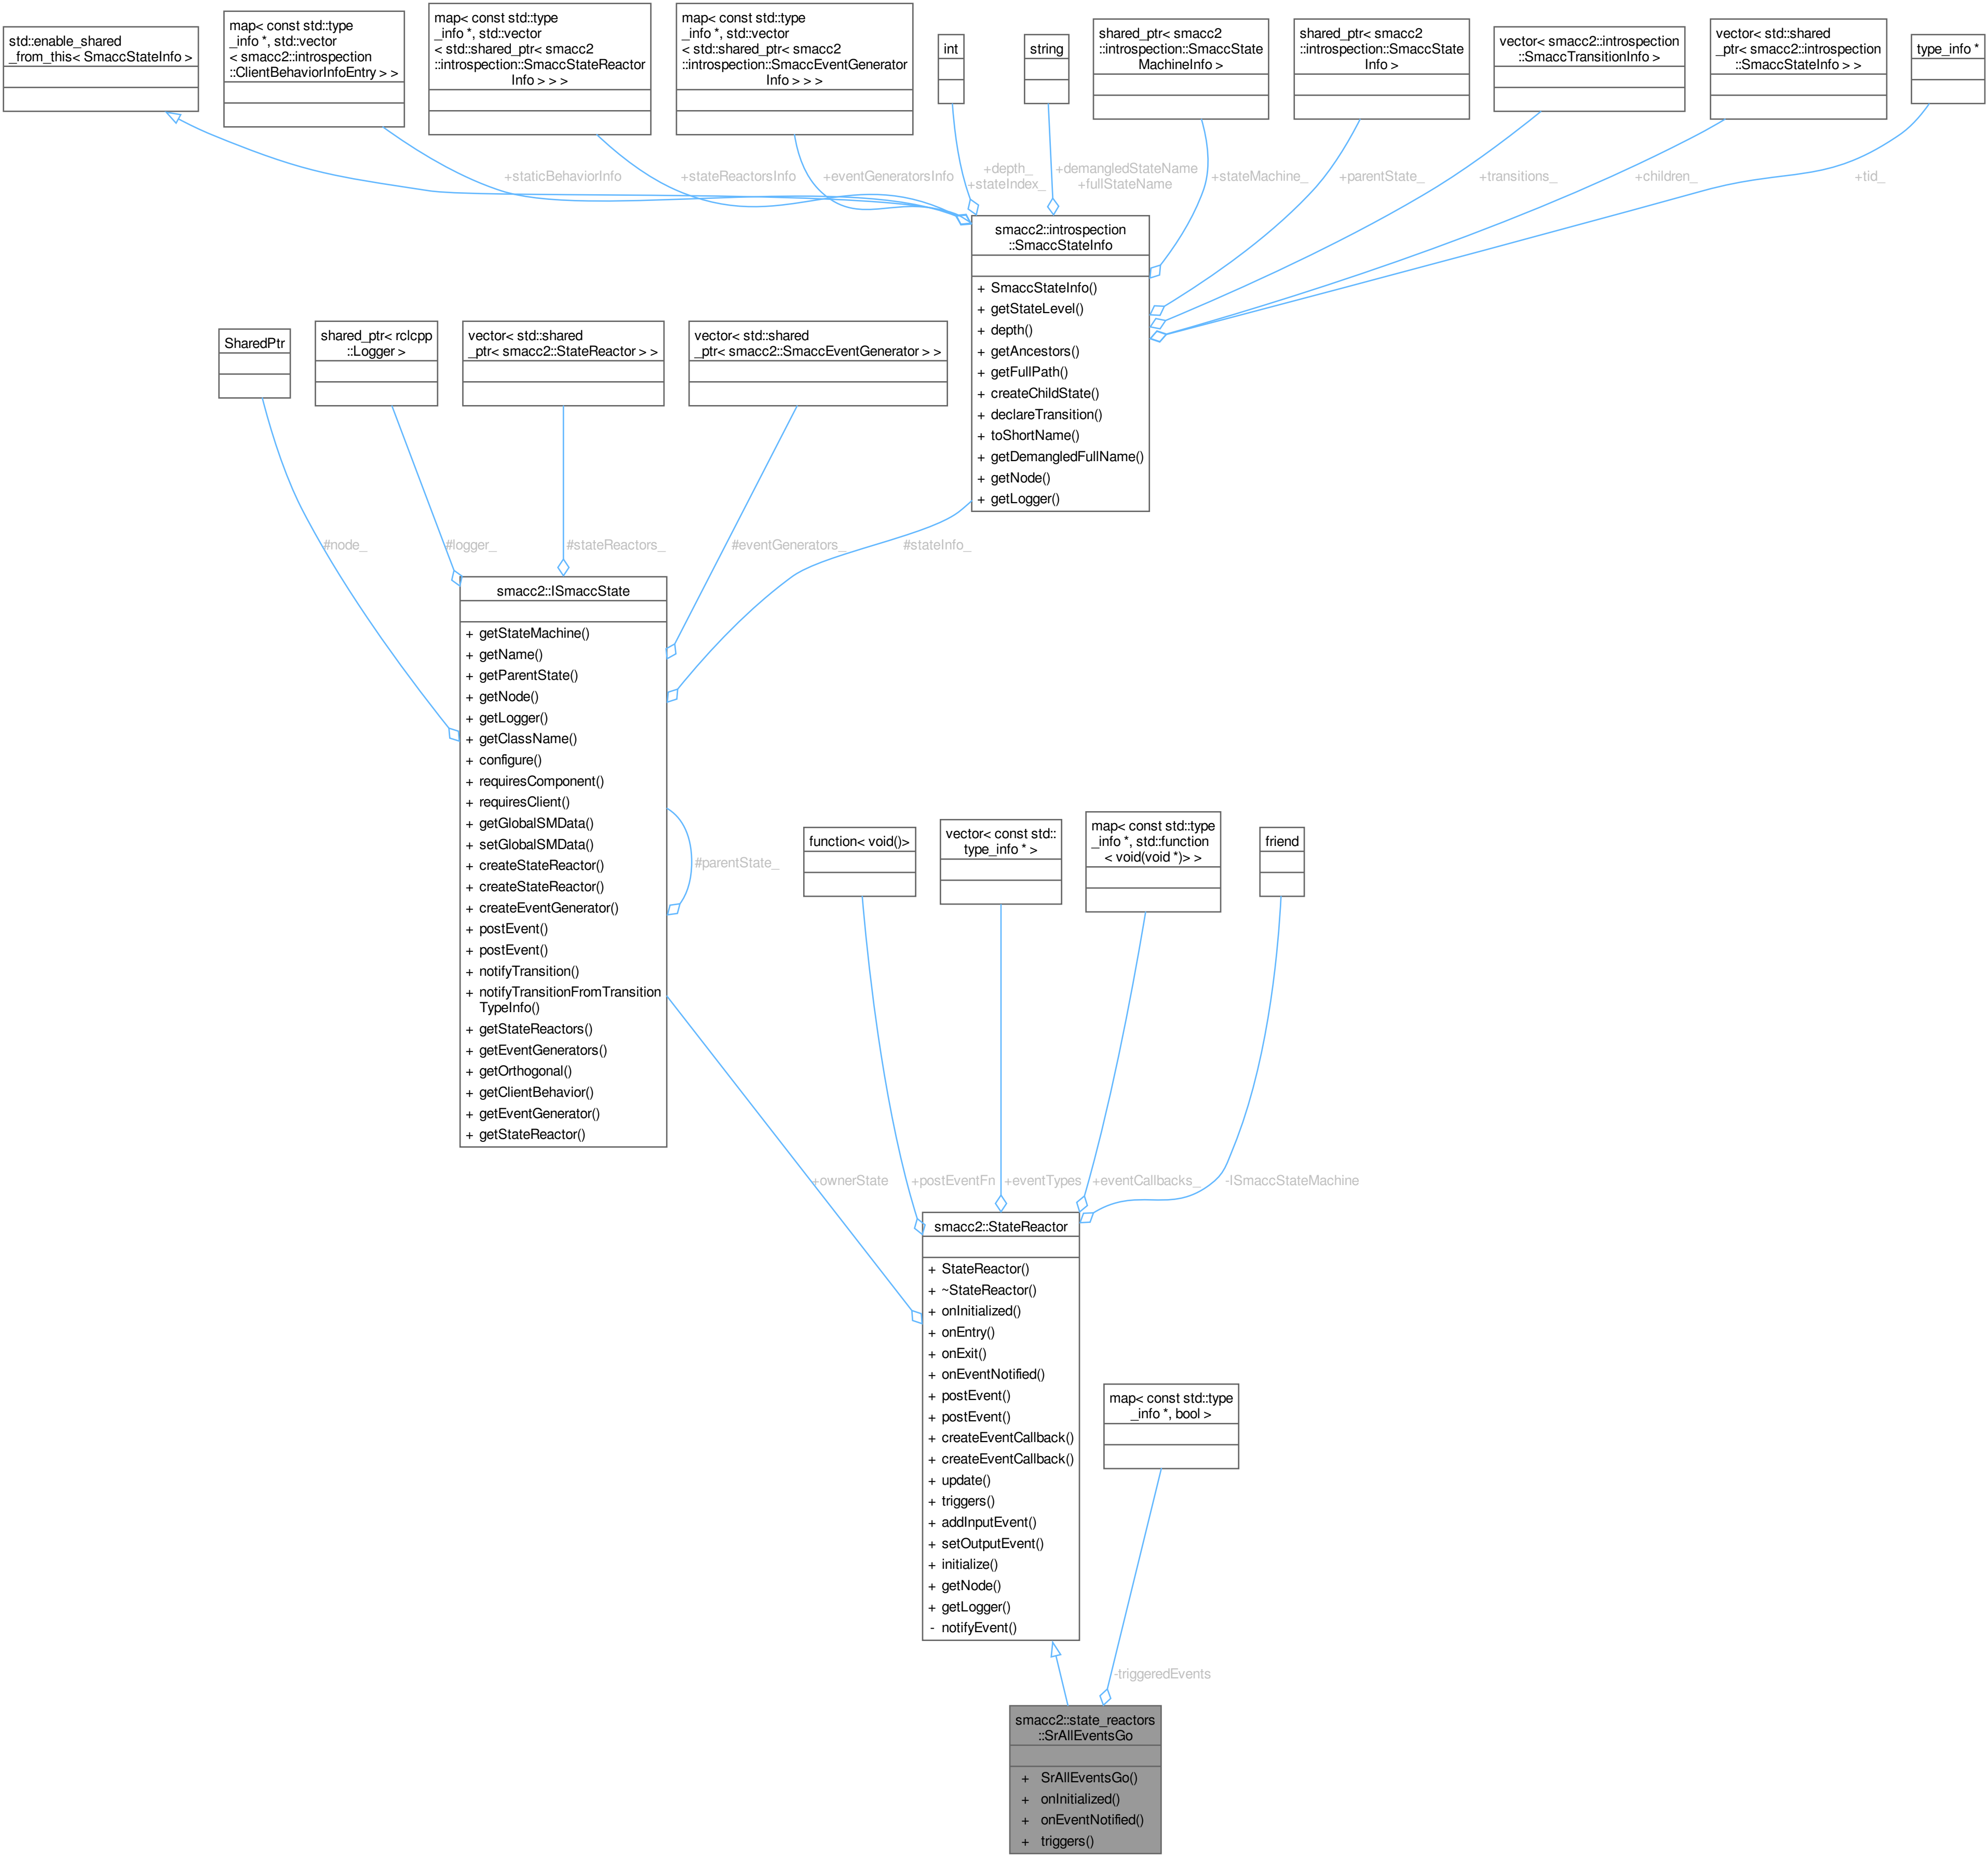 std::enable_shared
_from_this< SmaccStateInfo >
map< const std::type
_info *, std::vector
< smacc2::introspection
::ClientBehaviorInfoEntry > >
map< const std::type
_info *, std::vector
< std::shared_ptr< smacc2
::introspection::SmaccStateReactor
Info > > >
map< const std::type
_info *, std::vector
< std::shared_ptr< smacc2
::introspection::SmaccEventGenerator
Info > > >
int
string
shared_ptr< smacc2
::introspection::SmaccState
MachineInfo >
shared_ptr< smacc2
::introspection::SmaccState
Info >
vector< smacc2::introspection
::SmaccTransitionInfo >
vector< std::shared
_ptr< smacc2::introspection
::SmaccStateInfo > >
type_info *
+staticBehaviorInfo
+stateReactorsInfo
+eventGeneratorsInfo
+depth_
+stateIndex_
+demangledStateName
+fullStateName
+stateMachine_
+parentState_
+transitions_
+children_
+tid_
smacc2::introspection
::SmaccStateInfo
+ SmaccStateInfo()
+ getStateLevel()
+ depth()
+ getAncestors()
+ getFullPath()
+ createChildState()
+ declareTransition()
+ toShortName()
+ getDemangledFullName()
+ getNode()
+ getLogger()
SharedPtr
shared_ptr< rclcpp
::Logger >
vector< std::shared
_ptr< smacc2::StateReactor > >
vector< std::shared
_ptr< smacc2::SmaccEventGenerator > >
#node_
#logger_
#stateReactors_
#eventGenerators_
#stateInfo_
smacc2::ISmaccState
+ getStateMachine()
+ getName()
+ getParentState()
+ getNode()
+ getLogger()
+ getClassName()
+ configure()
+ requiresComponent()
+ requiresClient()
+ getGlobalSMData()
+ setGlobalSMData()
+ createStateReactor()
+ createStateReactor()
+ createEventGenerator()
+ postEvent()
+ postEvent()
+ notifyTransition()
+ notifyTransitionFromTransition
TypeInfo()
+ getStateReactors()
+ getEventGenerators()
+ getOrthogonal()
+ getClientBehavior()
+ getEventGenerator()
+ getStateReactor()
#parentState_
function< void()>
vector< const std::
type_info * >
map< const std::type
_info *, std::function
< void(void *)> >
friend
+ownerState
+postEventFn
+eventTypes
+eventCallbacks_
-ISmaccStateMachine
smacc2::StateReactor
+ StateReactor()
+ ~StateReactor()
+ onInitialized()
+ onEntry()
+ onExit()
+ onEventNotified()
+ postEvent()
+ postEvent()
+ createEventCallback()
+ createEventCallback()
+ update()
+ triggers()
+ addInputEvent()
+ setOutputEvent()
+ initialize()
+ getNode()
+ getLogger()
- notifyEvent()
map< const std::type
_info *, bool >
-triggeredEvents
smacc2::state_reactors
::SrAllEventsGo
+ SrAllEventsGo()
+ onInitialized()
+ onEventNotified()
+ triggers()